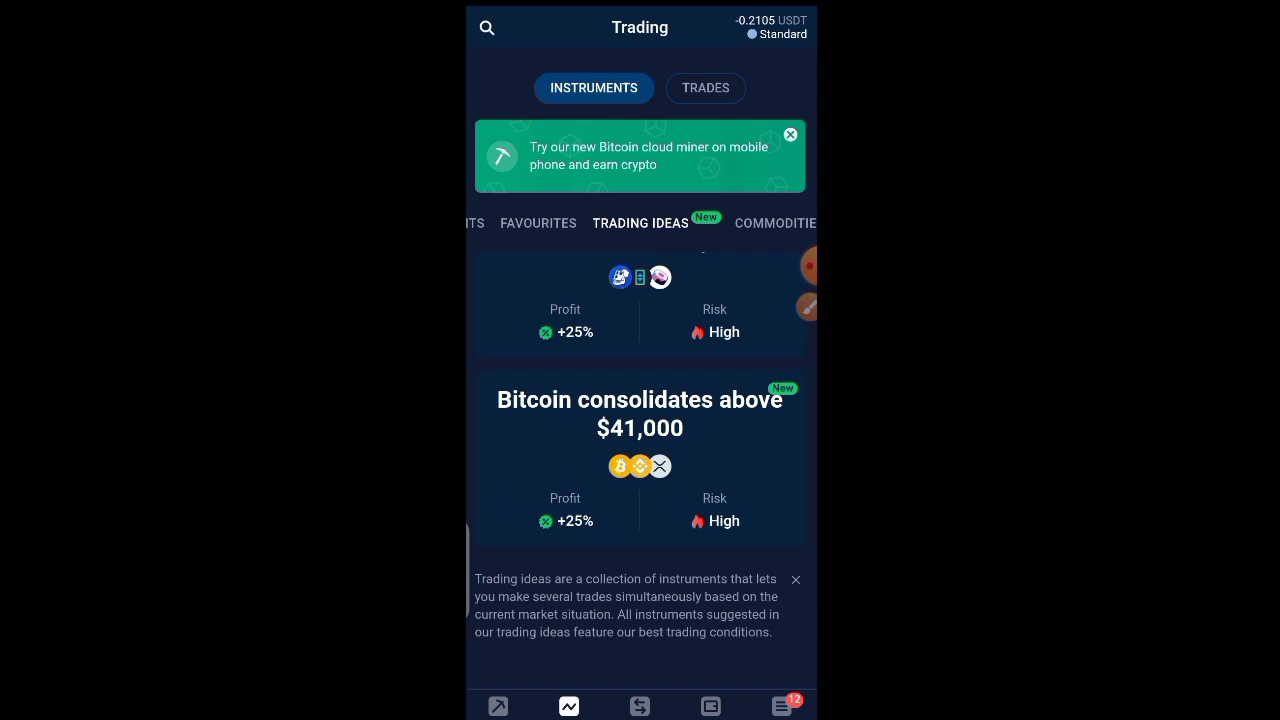 Trading
-0.2105 USDT
Standard
INSTRUMENTS
TRADES
Try our new Bitcoin cloud miner on mobile
phone and earn crypto
ITS FAVOURITES TRADING IDEAS New COMMODITIE
Profit
Risk
+25%
High
New
Bitcoin consolidates above
$41,000
Profit
Risk
+25%
High
Trading ideas are a collection of instruments that lets
you make several trades simultaneously based on the
current market situation. All instruments suggested in
our trading ideas feature our best trading conditions.
12